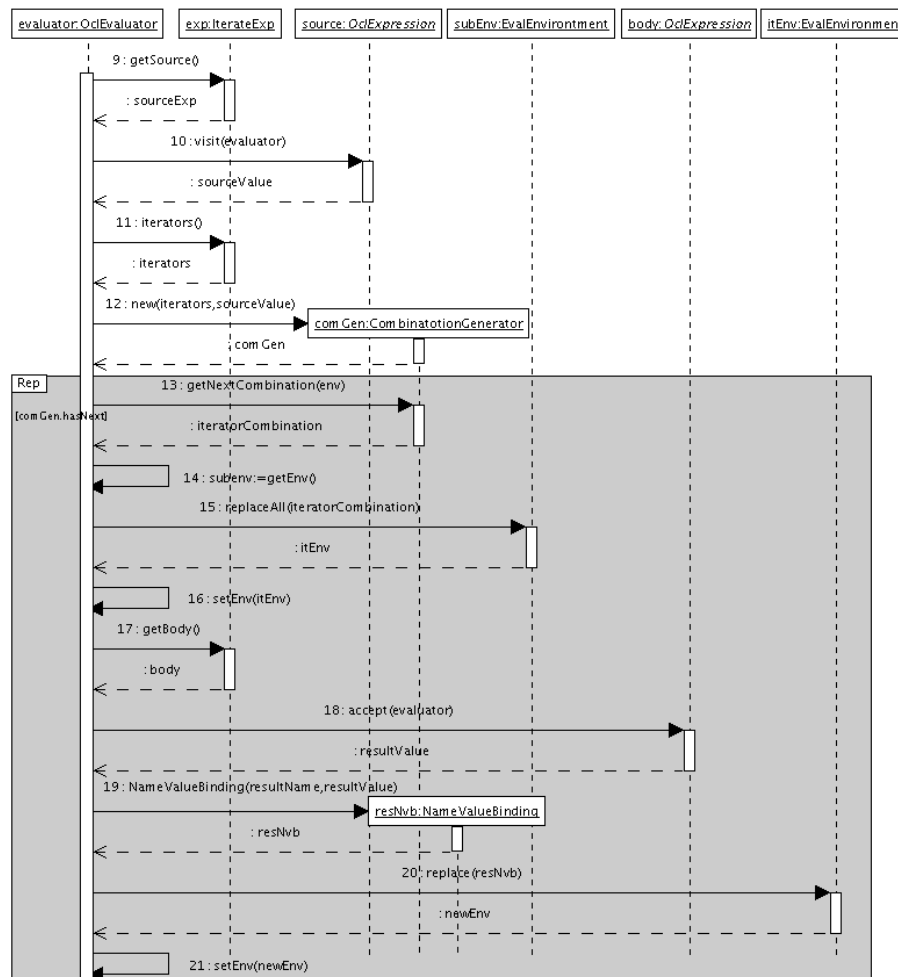 evaluator:OclEvaluator
exp:IterateExp
source:OclExpression
subEnv:EvalEnvirontment
body:OclExpression
itEnv:EvalEnvironmen
9 : getSource()
: sourceExp
10 : visit(evaluator)
: sourceValue
11 : iterators()
: iterators
12 : new(iterators,sourceValue)
comGen:CombinatotionGenerator
: comGen
Rep
13 : getNextCombination(env)
[comGen.hasNext]
: iteratorCombination
14 : subenv:=getEnv()
15 : replaceAll(iteratorCombination)
: itEnv
16 : setEnv(itEnv)
17 : getBody()
: body
18 : accept(evaluator)
: resultValue
19 : NameValueBinding(resultName,resultValue)
resNvb:NameValueBinding
: resNvb
20 : replace(resNvb)
: newEnv
21 : setEnv(newEnv)